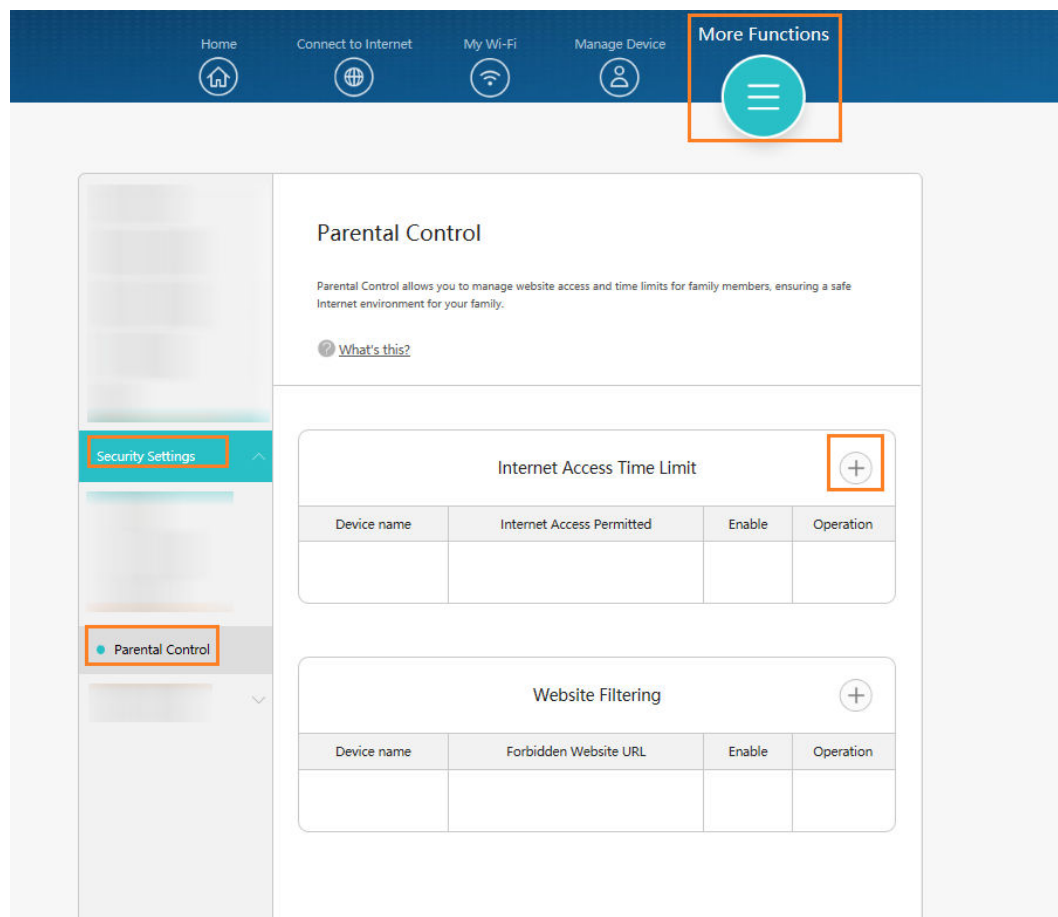 Home
Connect to Internet
My Wi-Fi
Manage Device
More Functions
Parental Control
Parental Control allows you to manage website access and time limits for family members, ensuring a safe
Internet environment for your family.
? What's this?
Security Settings
Internet Access Time Limit
Device name
Internet Access Permitted
Enable
Operation
Parental Control
Website Filtering
Device name
Forbidden Website URL
Enable
Operation